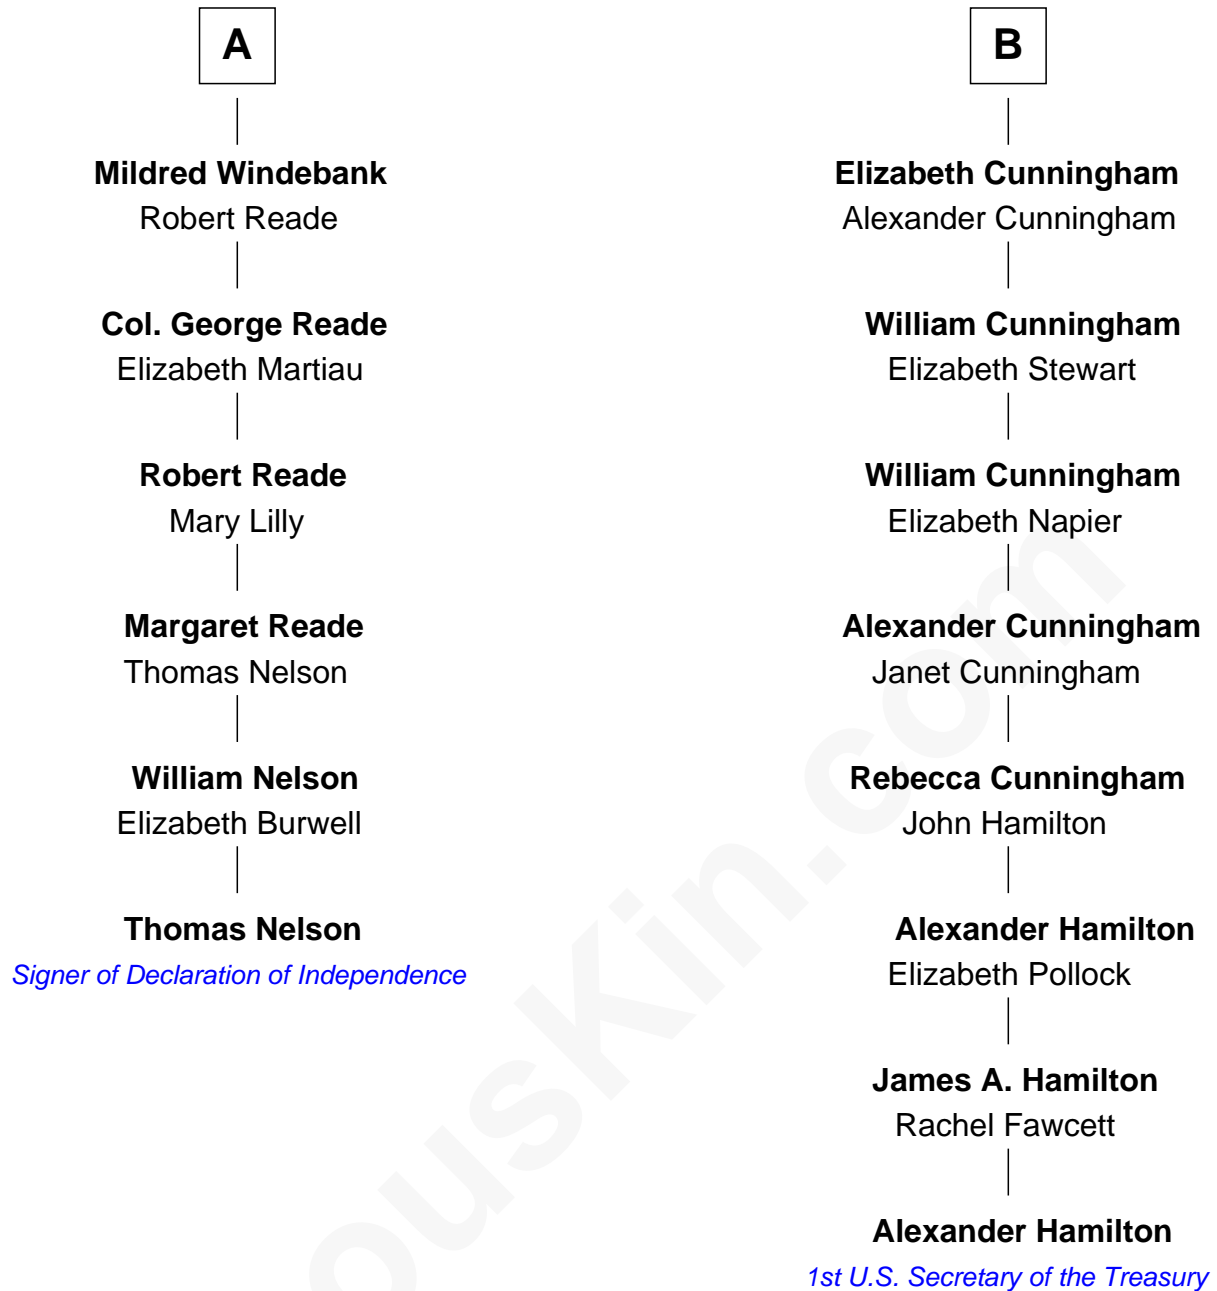 A
Mildred Windebank
Robert Reade
Col. George Reade
Elizabeth Martiau
Robert Reade
Mary Lilly
Margaret Reade
Thomas Nelson
William Nelson
Elizabeth Burwell
Thomas Nelson
Signer of Declaration of Independence
B
Elizabeth Cunningham
Alexander Cunningham
William Cunningham
Elizabeth Stewart
William Cunningham
Elizabeth Napier
Alexander Cunningham
Janet Cunningham
Rebecca Cunningham
John Hamilton
Alexander Hamilton
Elizabeth Pollock
James A. Hamilton
Rachel Fawcett
Alexander Hamilton
1st U.S. Secretary of the Treasury
ousKin.com